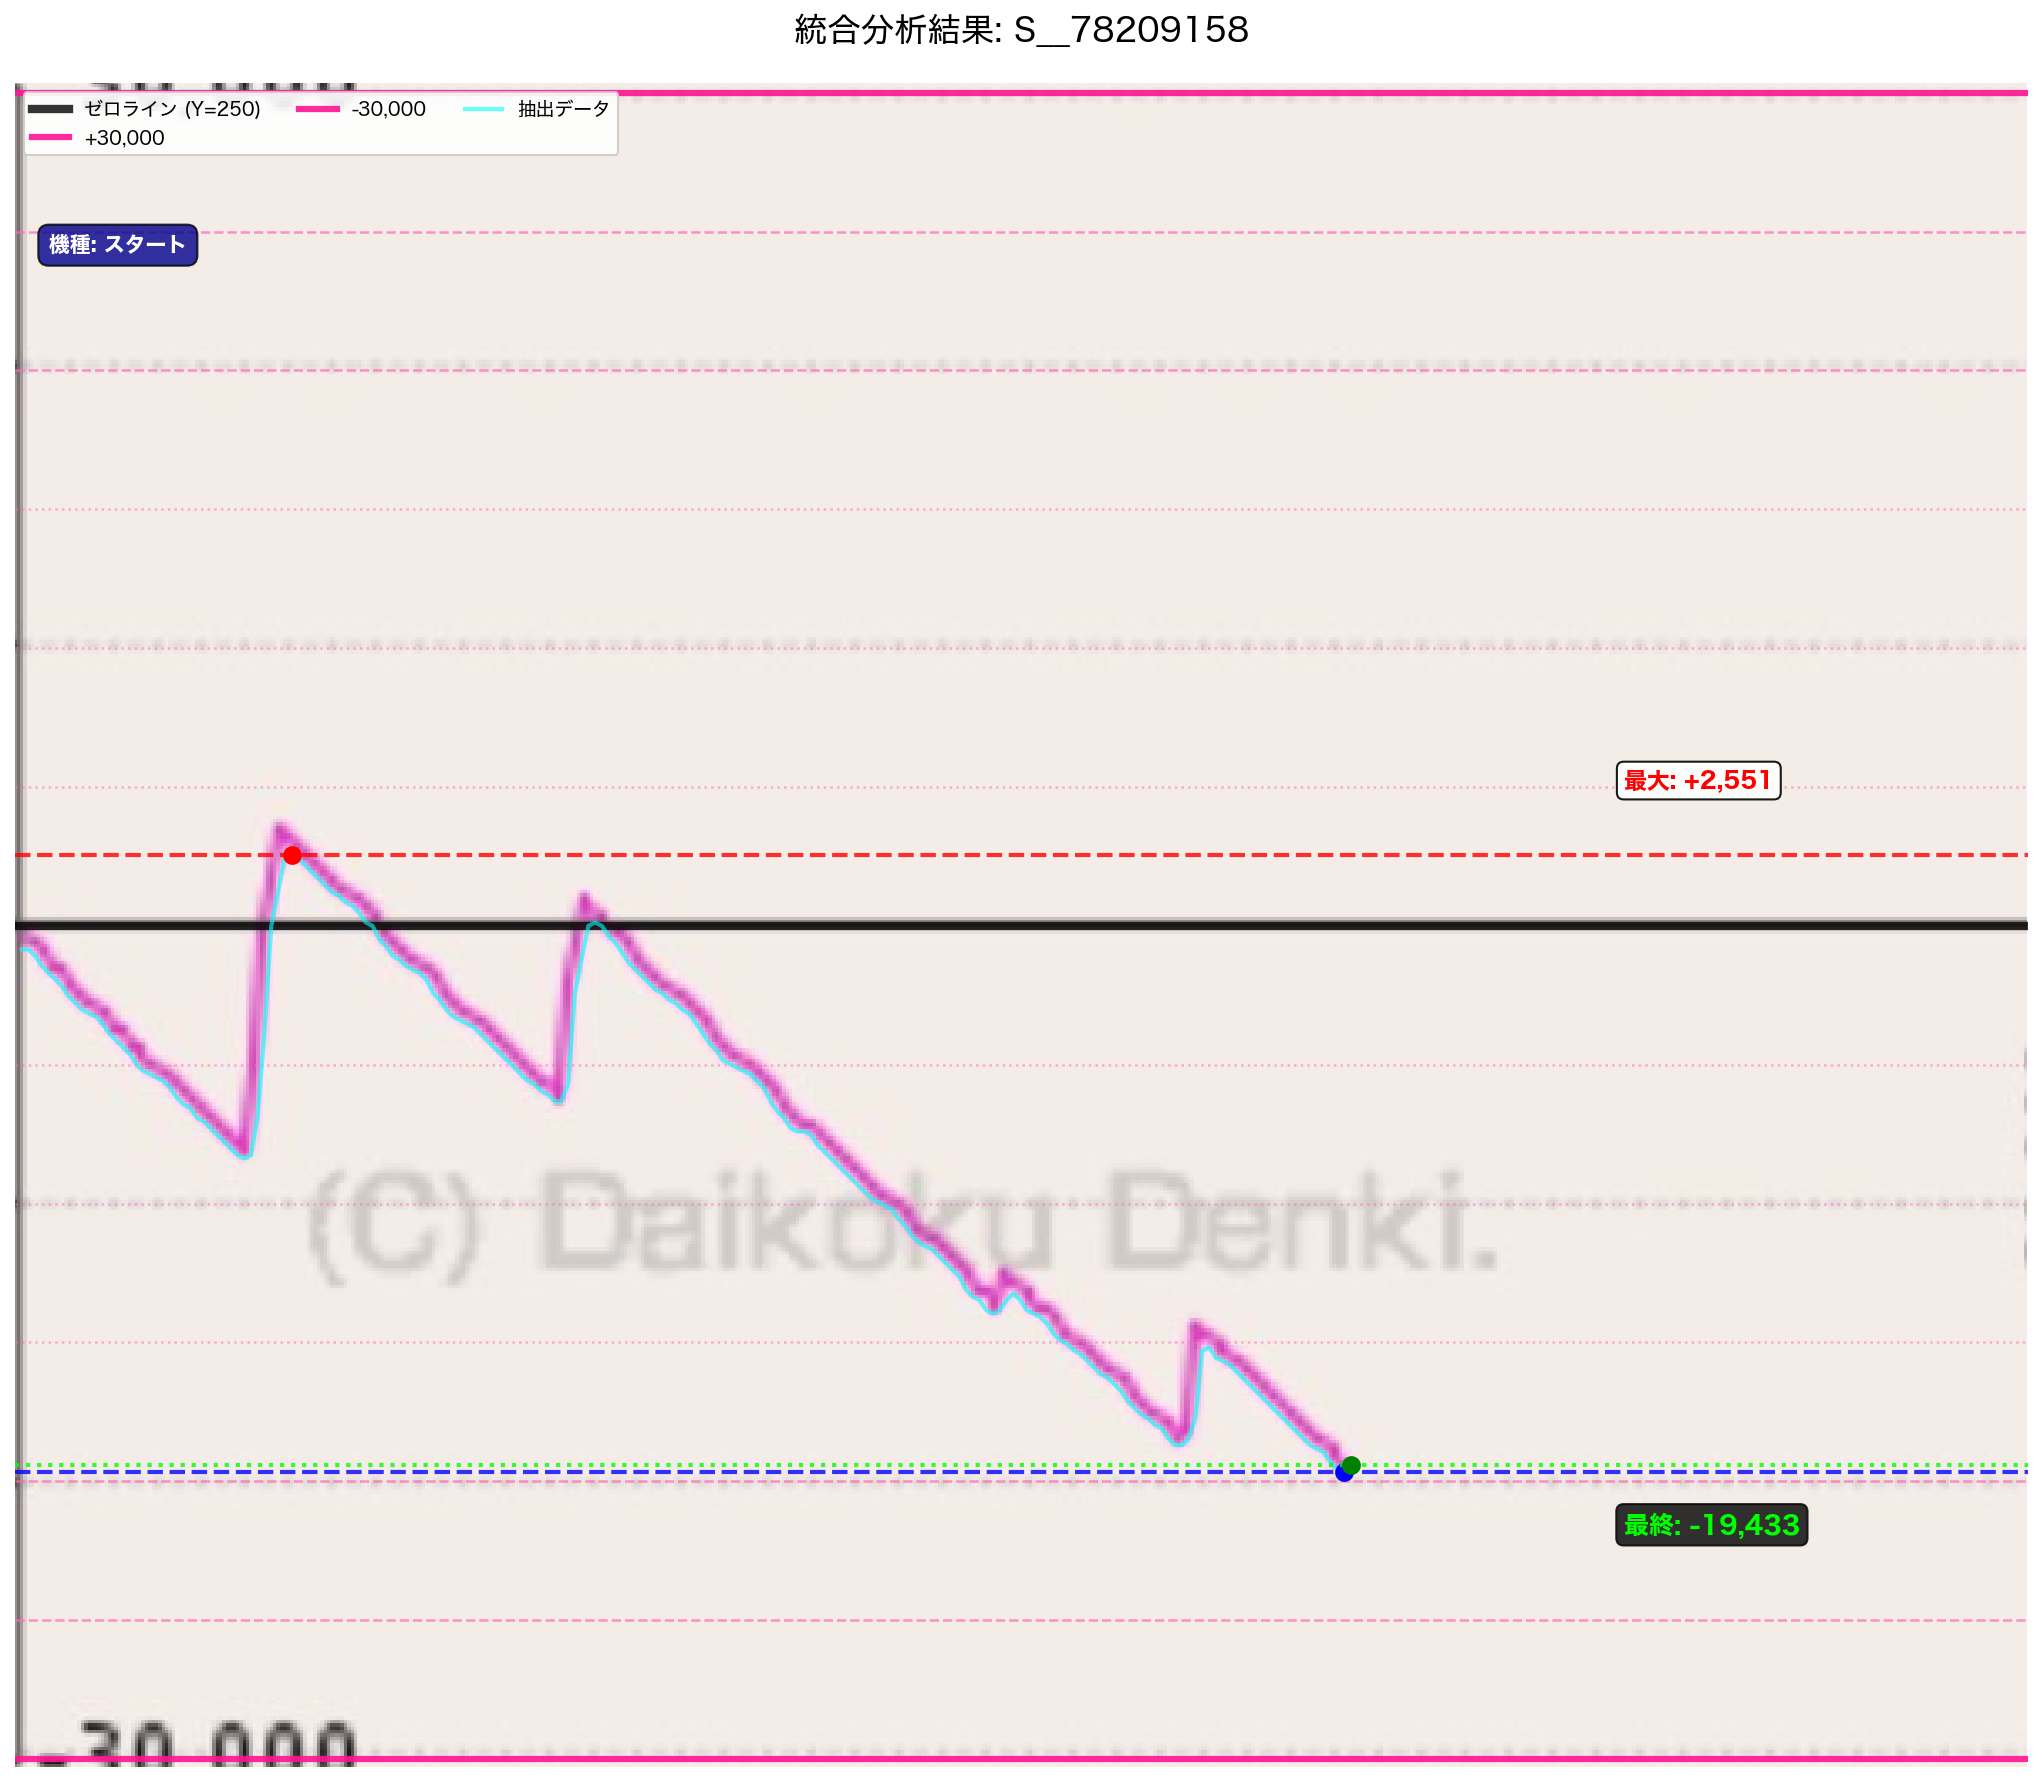 統合分析結果: S__78209158
ゼロライン (Y=250)
-30,000
抽出データ
+30,000
機種: スタート
最大: +2,551
(C) Daikoku Denki.
最終: -19,433
-30,000